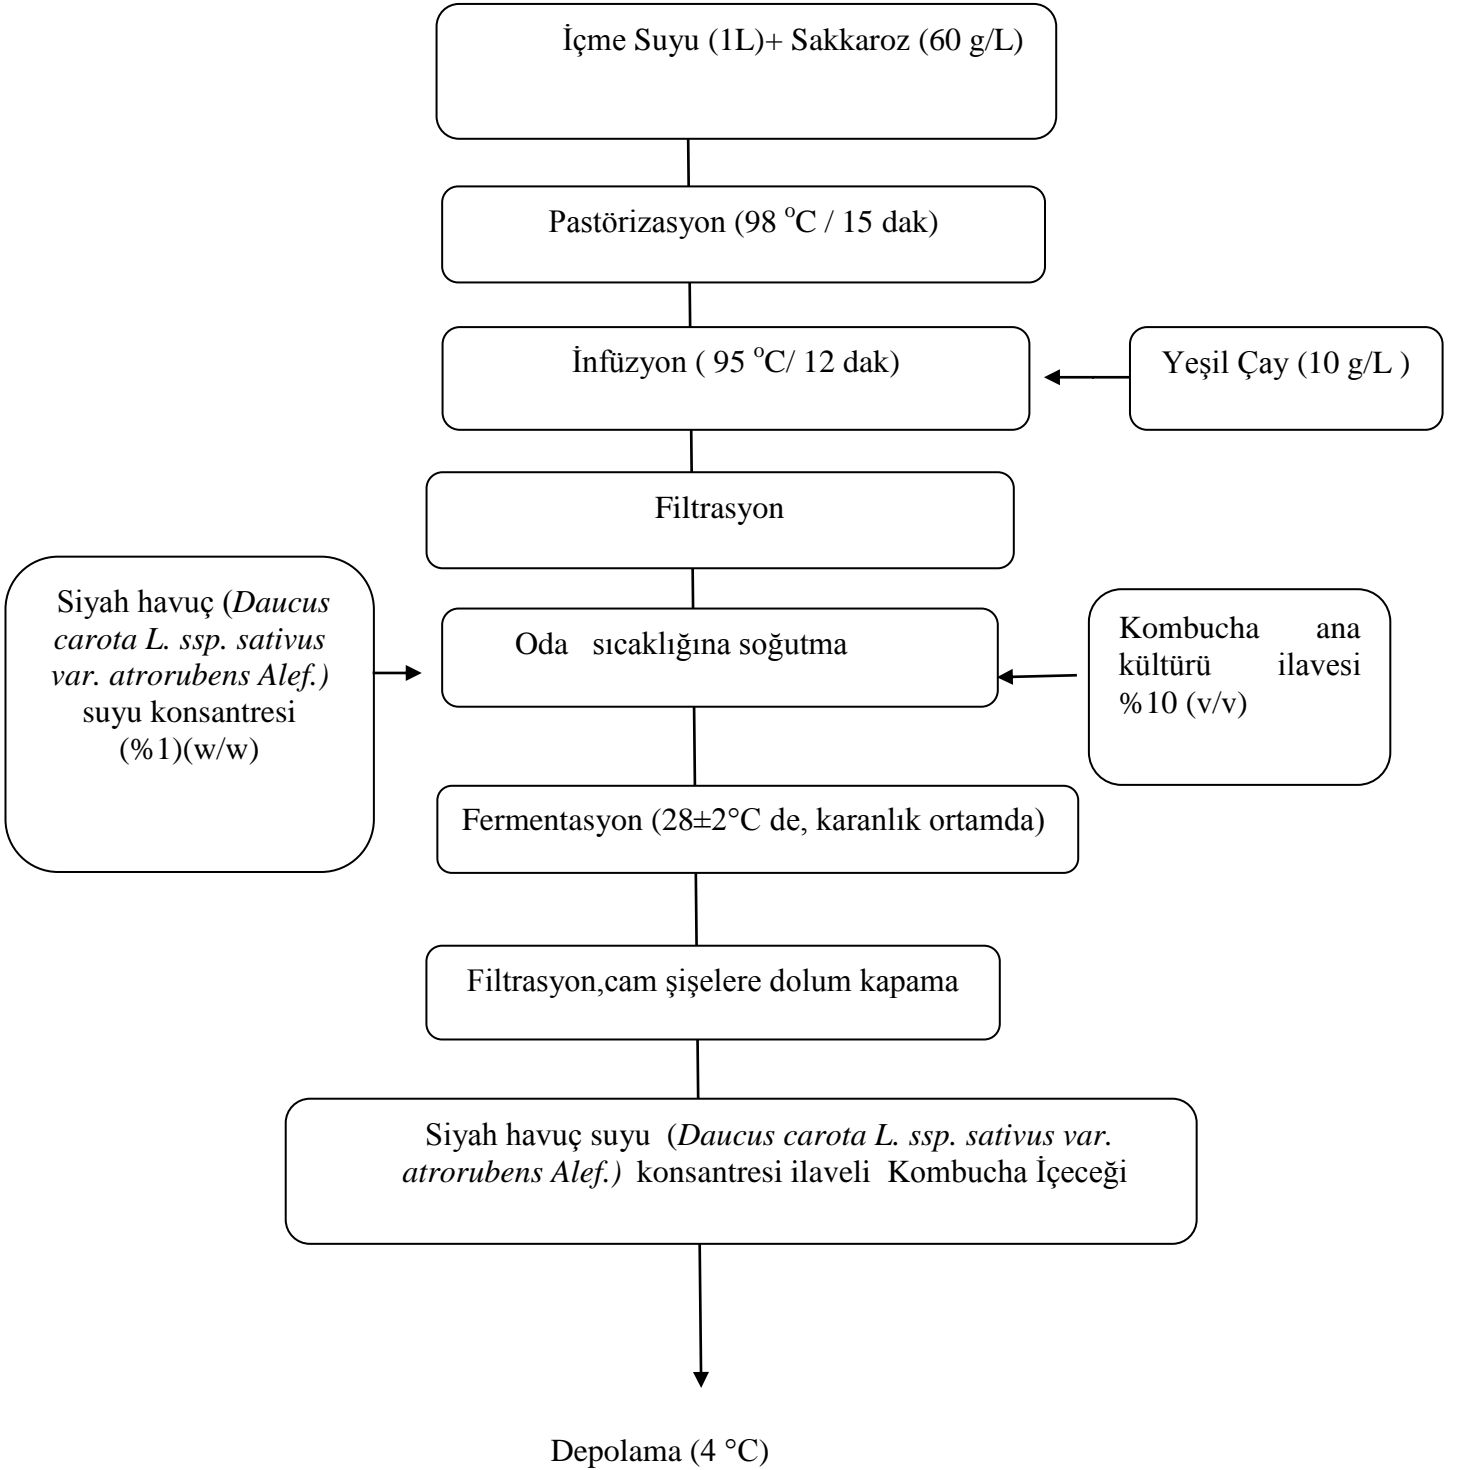 İçme Suyu (1L)+ Sakkaroz (60 g/L)
Pastörizasyon (98 °C / 15 dak)
İnfüzyon ( 95 °C/ 12 dak)
Yeşil Çay (10 g/L )
Filtrasyon
Siyah havuç (Daucus
carota L. ssp. sativus
var. atrorubens Alef.)
suyu konsantresi
(%1)(w/w)
Oda sıcaklığına soğutma
Kombucha ana
kültürü ilavesi
%10 (v/v)
Fermentasyon (28±2°C de, karanlık ortamda)
Filtrasyon,cam şişelere dolum kapama
Siyah havuç suyu (Daucus carota L. ssp. sativus var.
atrorubens Alef.) konsantresi ilaveli Kombucha İçeceği
Depolama (4 °C)